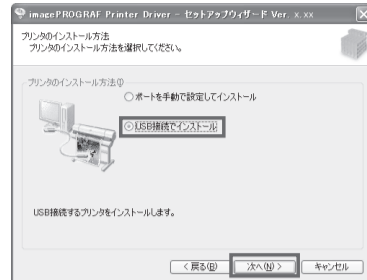 imagePROGRAF Printer Driver - セットアップウィザード Ver. x.xx
プリンタのインストール方法
プリンタのインストール方法を選択してください。
プリンタのインストール方法(I)
ポートを手動で設定してインストール
USB接続でインストール
USB接続するプリンタをインストールします。
< 戻る(B)
次へ(N) >
キャンセル